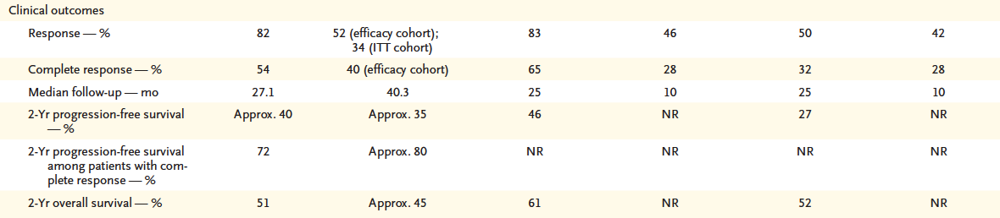 Clinical outcomes
Response — % 82 52 (efficacy cohort); 83 46 50 42
34 (ITT cohort)
Complete response — % 54 40 (efficacy cohort) 65 28 32 28
Median follow-up — mo 27.1 40.3 25 10 25 10
2-Yr progression-free survival Approx. 40 Approx. 35 46 NR 27 NR
— %
2-Yr progression-free survival 72 Approx. 80 NR NR NR NR
among patients with com-
plete response — %
2-Yr overall survival — % 51 Approx. 45 61 NR 52 NR